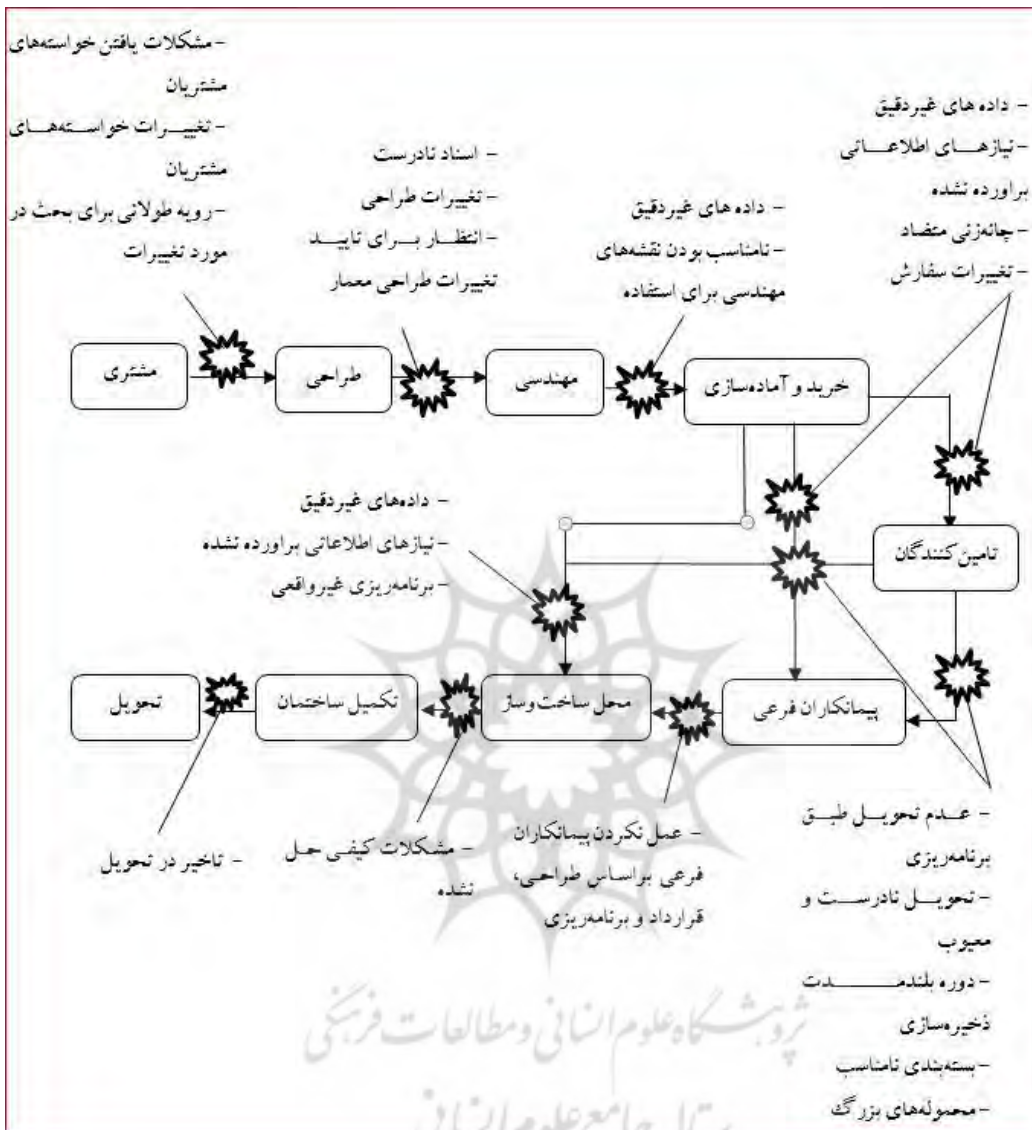 - مشکلات یافتن خواسته‌های
مشتریان
- تغییرات خواسته‌های
مشتریان
- رویه طولانی برای بحث در
مورد تغییرات
- اسناد نادرست
- تغییرات طراحی
- انتظار برای تایید
تغییرات طراحی معمار
- داده های غیردقیق
- نامناسب بودن نقشه‌های
مهندسی برای استفاده
- داده های غیردقیق
- نیازهای اطلاعاتی
براورده نشده
- چانه‌زنی متضاد
- تغییرات سفارش
مشتری
طراحی
مهندسی
خرید و آماده‌سازی
- داده‌های غیردقیق
- نیازهای اطلاعاتی براورده نشده
- برنامه‌ریزی غیرواقعی
تامین‌کنندگان
تحویل
تکمیل ساختمان
محل ساخت‌وساز
پیمانکاران فرعی
- تاخیر در تحویل
- مشکلات کیفی حل
نشده
- عمل نکردن پیمانکاران
فرعی براساس طراحی،
قرارداد و برنامه‌ریزی
- عدم تحویل طبق
برنامه‌ریزی
- تحویل نادرست و
معیوب
- دوره بلندمدت
ذخیره‌سازی
- بسته‌بندی نامناسب
- محموله‌های بزرگ
پژوهشگاه علوم انسانی و مطالعات فرهنگی
پرتال جامع علوم انسانی